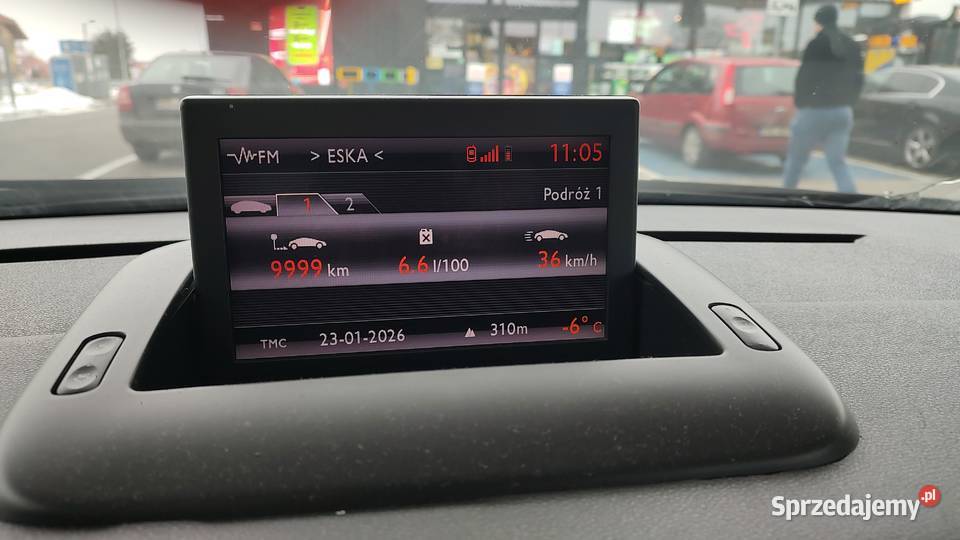 FM > ESKA < 11:05
1 2 Podróż 1
9999 km 6.6 l/100 36 km/h
TMC 23-01-2026 310m -6° C
Sprzedajemy.pl